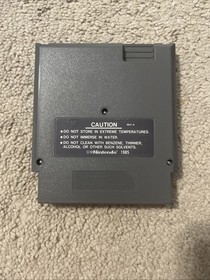 CAUTION
•DO NOT STORE IN EXTREME TEMPERATURES.
•DO NOT IMMERSE IN WATER.
•DO NOT CLEAN WITH BENZENE, THINNER,
ALCOHOL OR OTHER SUCH SOLVENTS.
Nintendo® 1985